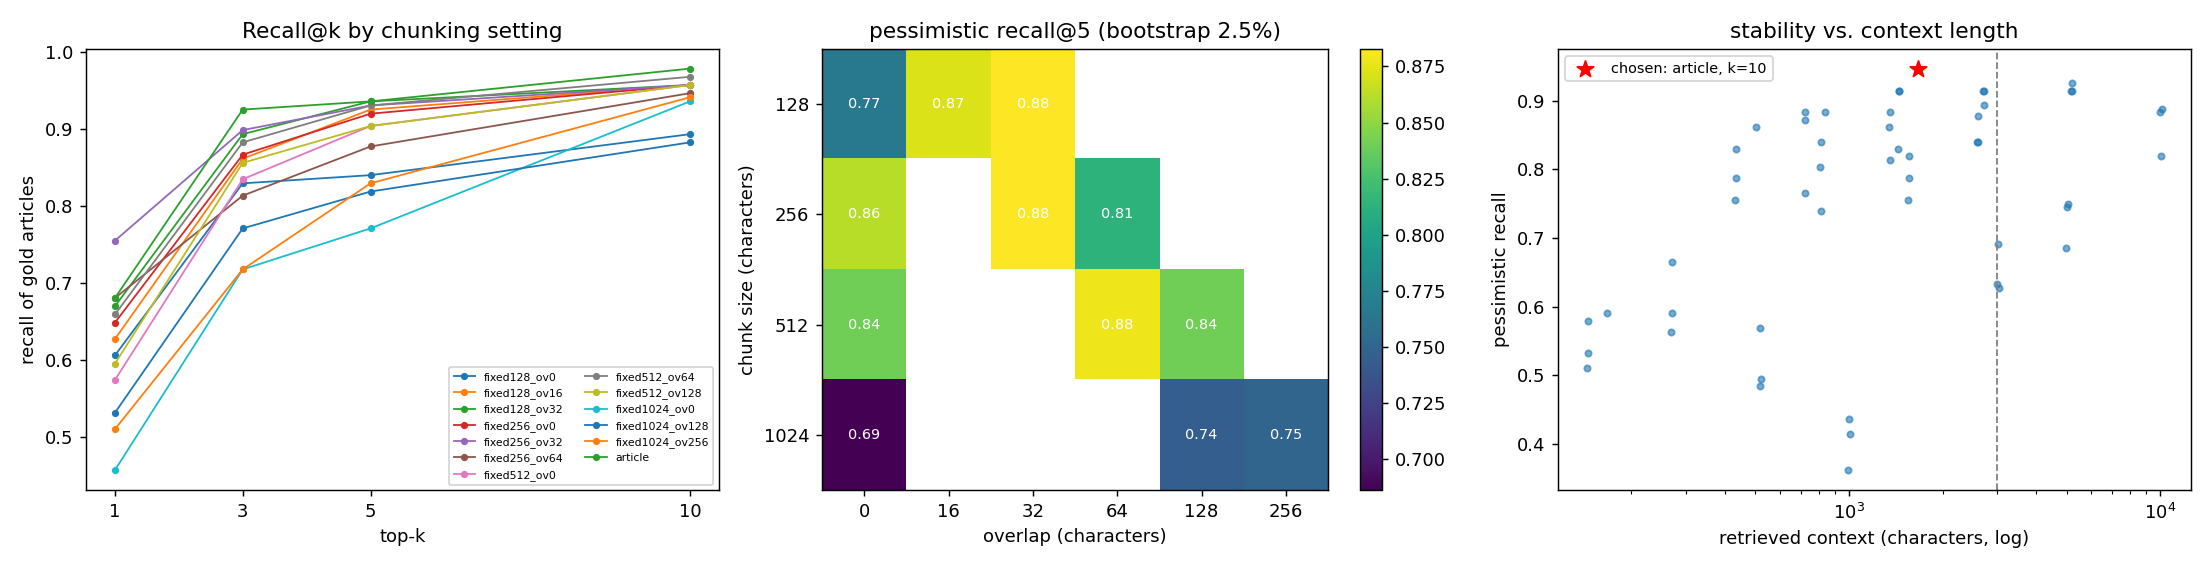 Recall@k by chunking setting
recall of gold articles
1.0
0.9
0.8
0.7
0.6
0.5
1 3 5 10
top-k
fixed128_ov0
fixed128_ov16
fixed128_ov32
fixed256_ov0
fixed256_ov32
fixed256_ov64
fixed512_ov0
fixed512_ov64
fixed512_ov128
fixed1024_ov0
fixed1024_ov128
fixed1024_ov256
article
pessimistic recall@5 (bootstrap 2.5%)
chunk size (characters)
128 0.77 0.87 0.88
256 0.86 0.88 0.81
512 0.84 0.88 0.84
1024 0.69 0.74 0.75
0 16 32 64 128 256
overlap (characters)
0.875
0.850
0.825
0.800
0.775
0.750
0.725
0.700
stability vs. context length
chosen: article, k=10
pessimistic recall
0.9
0.8
0.7
0.6
0.5
0.4
10³ 10⁴
retrieved context (characters, log)